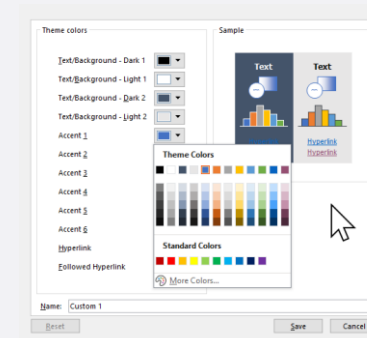 Theme colors
Sample
Text/Background - Dark 1
Text/Background - Light 1
Text/Background - Dark 2
Text/Background - Light 2
Accent 1
Accent 2
Accent 3
Accent 4
Accent 5
Accent 6
Hyperlink
Followed Hyperlink
Text
Text
Hyperlink
Hyperlink
Theme Colors
Standard Colors
More Colors...
Name: Custom 1
Reset
Save
Cancel